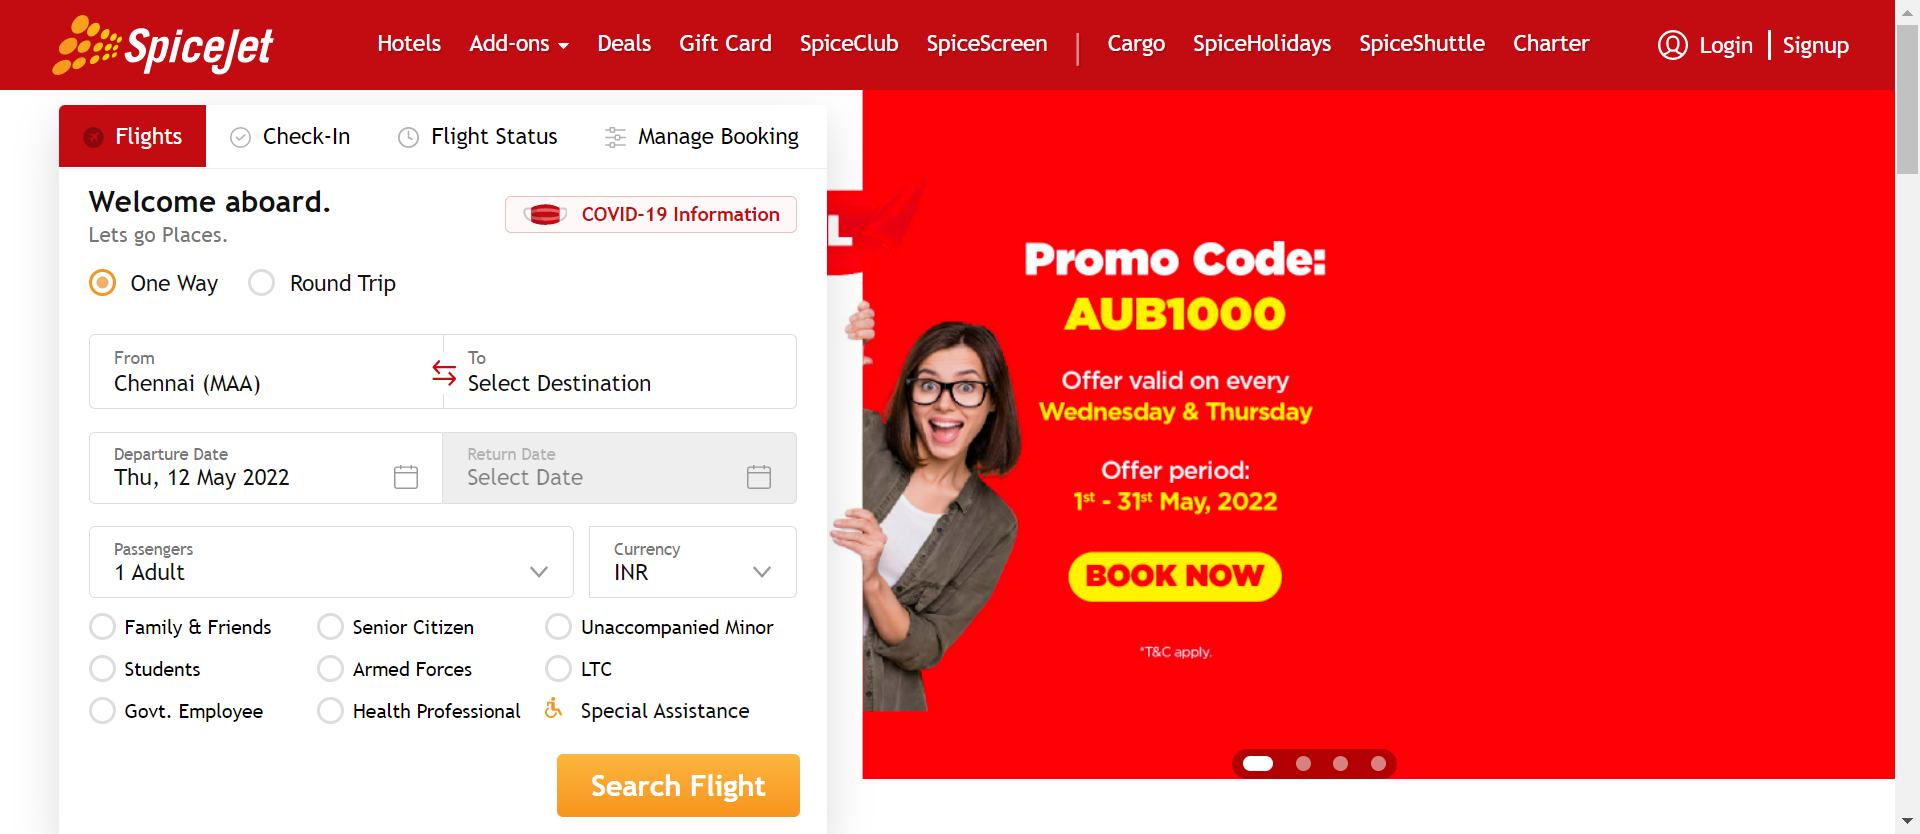 SpiceJet
Hotels Add-ons Deals Gift Card SpiceClub SpiceScreen | Cargo SpiceHolidays SpiceShuttle Charter
Login | Signup
Flights Check-In Flight Status Manage Booking
Welcome aboard.
Lets go Places.
COVID-19 Information
One Way Round Trip
From
Chennai (MAA)
To
Select Destination
Departure Date
Thu, 12 May 2022
Return Date
Select Date
Passengers
1 Adult
Currency
INR
Family & Friends Senior Citizen Unaccompanied Minor
Students Armed Forces LTC
Govt. Employee Health Professional Special Assistance
Search Flight
L
Promo Code:
AUB1000
Offer valid on every
Wednesday & Thursday
Offer period:
1st - 31st May, 2022
BOOK NOW
*T&C apply.